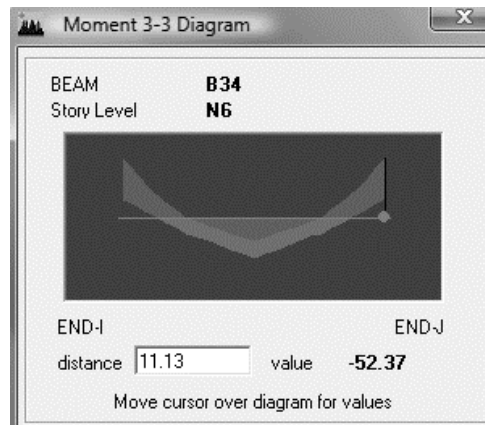 Moment 3-3 Diagram
X
BEAM B34
Story Level N6
END-I END-J
distance 11.13 value -52.37
Move cursor over diagram for values